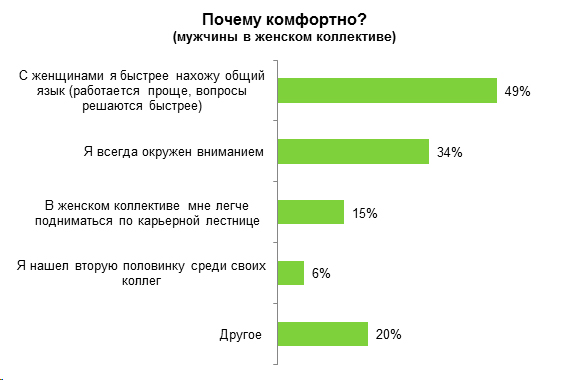 Почему комфортно?
(мужчины в женском коллективе)
С женщинами я быстрее нахожу общий
язык (работается проще, вопросы
решаются быстрее)
49%
Я всегда окружен вниманием
34%
В женском коллективе мне легче
подниматься по карьерной лестнице
15%
Я нашел вторую половинку среди своих
коллег
6%
Другое
20%